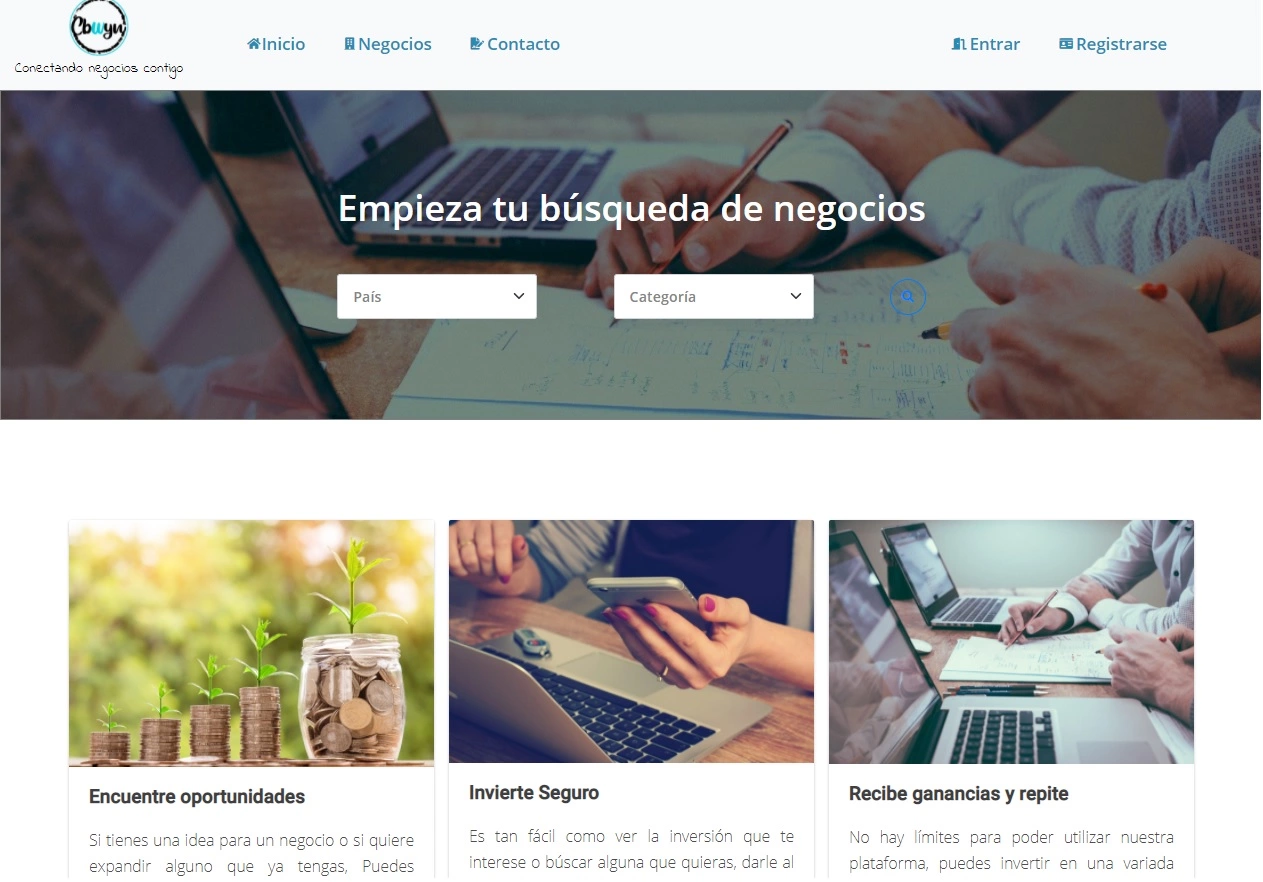 Cbwyn
Conectando negocios contigo
Inicio
Negocios
Contacto
Entrar
Registrarse
Empieza tu búsqueda de negocios
País
Categoría
Encuentre oportunidades
Si tienes una idea para un negocio o si quiere
expandir alguno que ya tengas, Puedes
Invierte Seguro
Es tan fácil como ver la inversión que te
interese o búscar alguna que quieras, darle al
Recibe ganancias y repite
No hay límites para poder utilizar nuestra
plataforma, puedes invertir en una variada